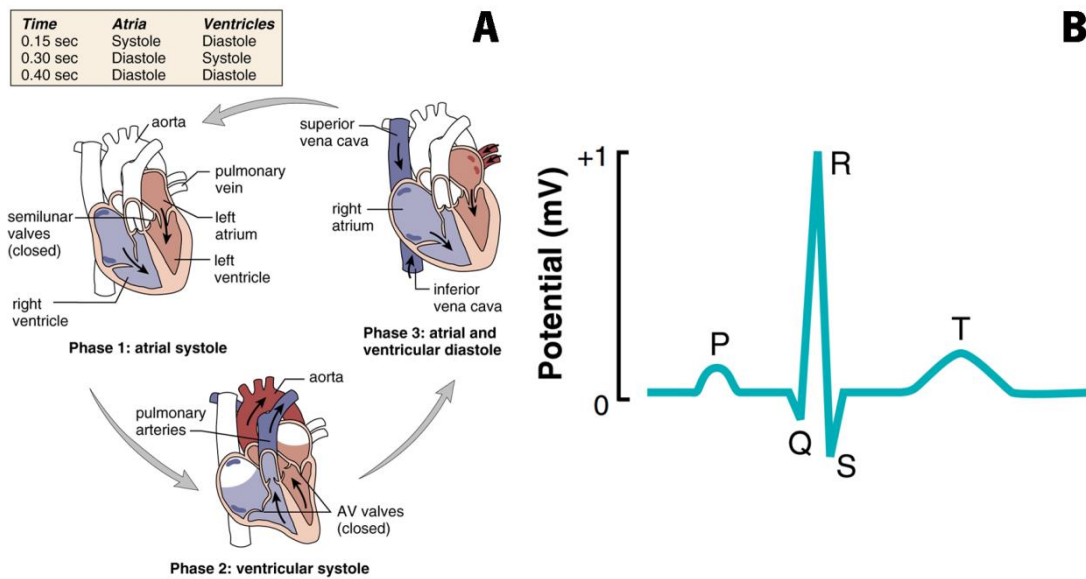 Time Atria Ventricles
0.15 sec Systole Diastole
0.30 sec Diastole Systole
0.40 sec Diastole Diastole
A
B
aorta
pulmonary
vein
semilunar
valves
(closed)
left
atrium
left
ventricle
right
ventricle
Phase 1: atrial systole
superior
vena cava
right
atrium
inferior
vena cava
Phase 3: atrial and
ventricular diastole
aorta
pulmonary
arteries
AV valves
(closed)
Phase 2: ventricular systole
Potential (mV)
+1
0
P
Q
R
S
T